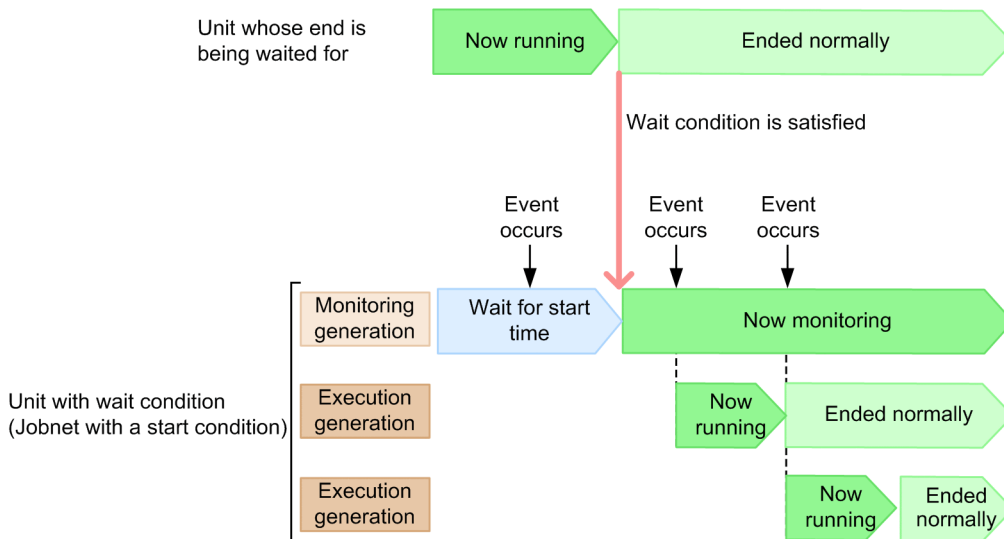 Unit whose end is
being waited for
Now running
Ended normally
Wait condition is satisfied
Event
occurs
Event
occurs
Event
occurs
Monitoring
generation
Wait for start
time
Now monitoring
Unit with wait condition
(Jobnet with a start condition)
Execution
generation
Now
running
Ended normally
Execution
generation
Now
running
Ended
normally